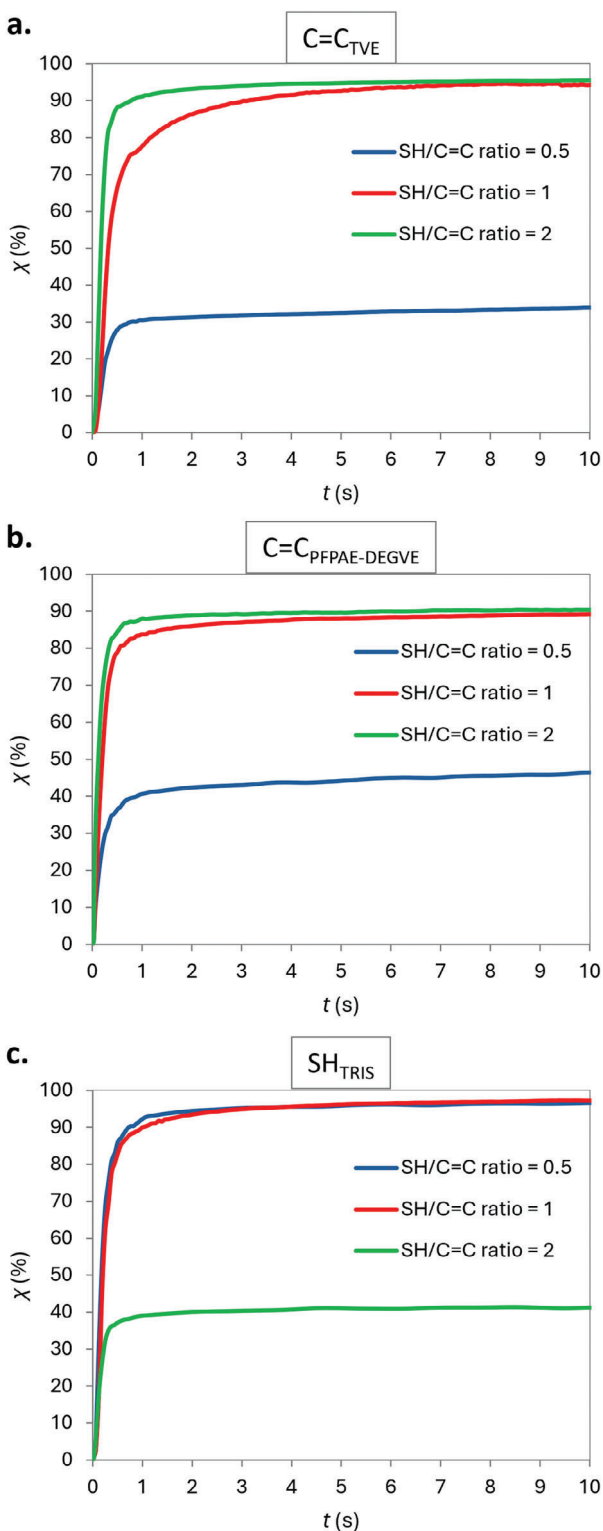 a.
C=CTVE
100
90
80
70
60
50
40
30
20
10
0
χ (%)
SH/C=C ratio = 0.5
SH/C=C ratio = 1
SH/C=C ratio = 2
0 1 2 3 4 5 6 7 8 9 10
t (s)
b.
C=CPFPAE-DEGVE
100
90
80
70
60
50
40
30
20
10
0
χ (%)
SH/C=C ratio = 0.5
SH/C=C ratio = 1
SH/C=C ratio = 2
0 1 2 3 4 5 6 7 8 9 10
t (s)
c.
SHTRIS
100
90
80
70
60
50
40
30
20
10
0
χ (%)
SH/C=C ratio = 0.5
SH/C=C ratio = 1
SH/C=C ratio = 2
0 1 2 3 4 5 6 7 8 9 10
t (s)